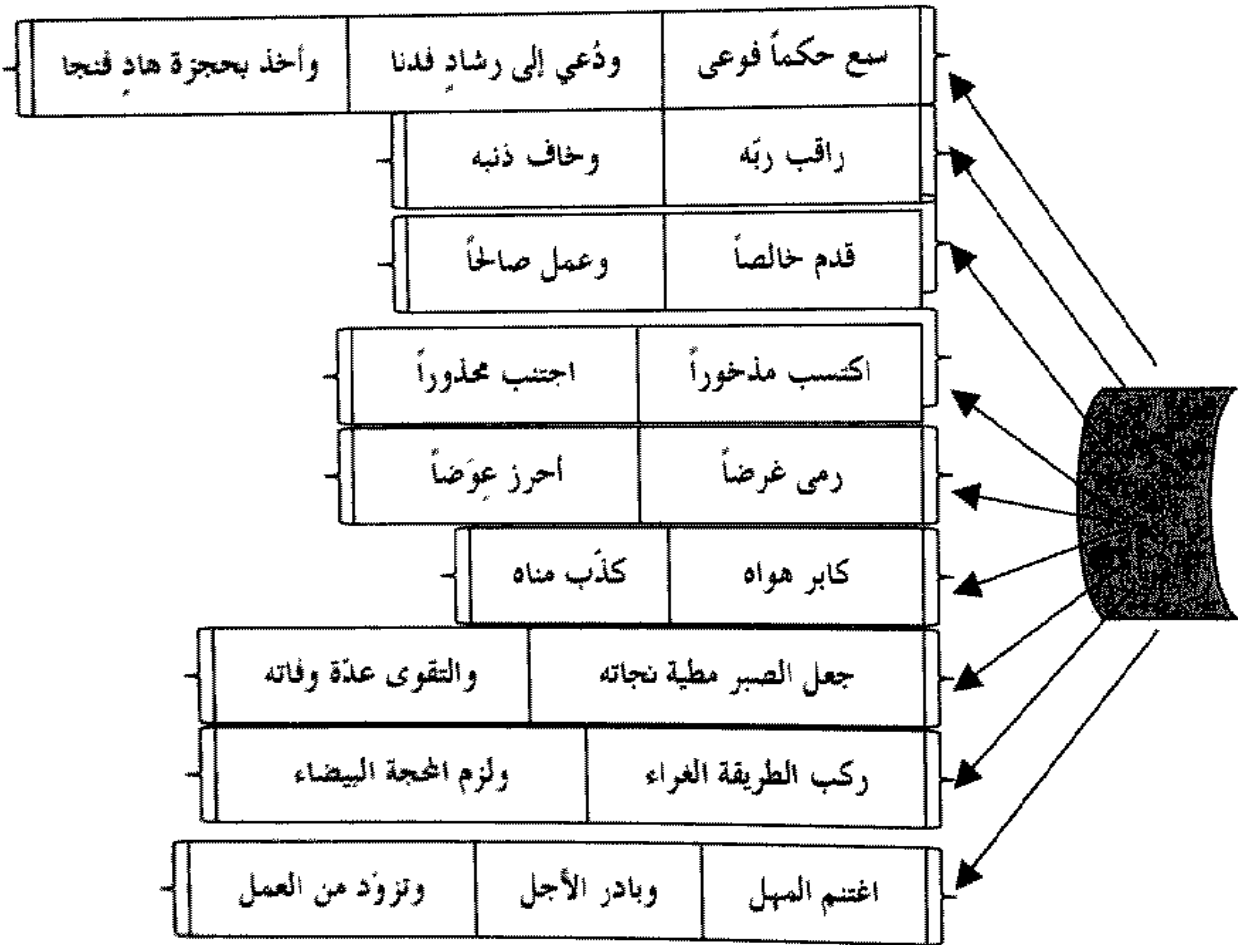 سمع حكماً فوعى ودُعي إلى رشادٍ فدنا وأخذ بحجزة هادٍ فنجا
راقب ربّه وخاف ذنبه
قدم خالصاً وعمل صالحاً
اكتسب مذخوراً اجتنب محذوراً
رمى غرضاً أحرز عِوَضاً
كابر هواه كذّب مناه
جعل الصبر مطية نجاته والتقوى عدّة وفاته
ركب الطريقة الغراء ولزم المحجة البيضاء
اغتنم المهل وبادر الأجل وتزوّد من العمل